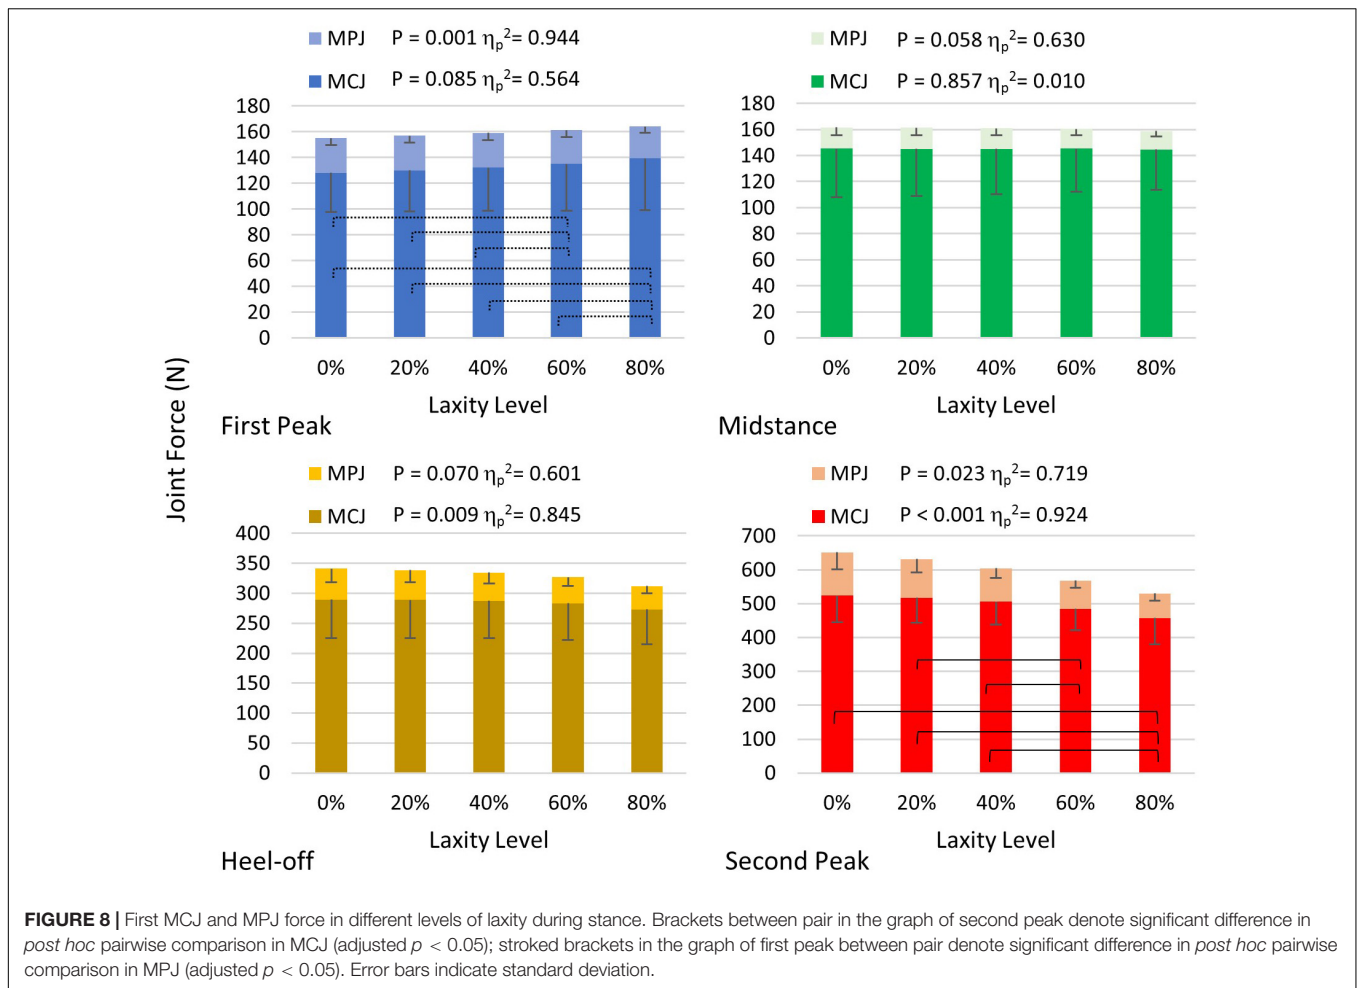 MPJ P = 0.001 ηp²= 0.944
MCJ P = 0.085 ηp²= 0.564
180
160
140
120
100
80
60
40
20
0
0% 20% 40% 60% 80%
Laxity Level
First Peak
MPJ P = 0.058 ηp²= 0.630
MCJ P = 0.857 ηp²= 0.010
180
160
140
120
100
80
60
40
20
0
0% 20% 40% 60% 80%
Laxity Level
Midstance
Joint Force (N)
MPJ P = 0.070 ηp²= 0.601
MCJ P = 0.009 ηp²= 0.845
400
350
300
250
200
150
100
50
0
0% 20% 40% 60% 80%
Laxity Level
Heel-off
MPJ P = 0.023 ηp²= 0.719
MCJ P < 0.001 ηp²= 0.924
700
600
500
400
300
200
100
0
0% 20% 40% 60% 80%
Laxity Level
Second Peak
FIGURE 8 | First MCJ and MPJ force in different levels of laxity during stance. Brackets between pair in the graph of second peak denote significant difference in
post hoc pairwise comparison in MCJ (adjusted p < 0.05); stroked brackets in the graph of first peak between pair denote significant difference in post hoc pairwise
comparison in MPJ (adjusted p < 0.05). Error bars indicate standard deviation.